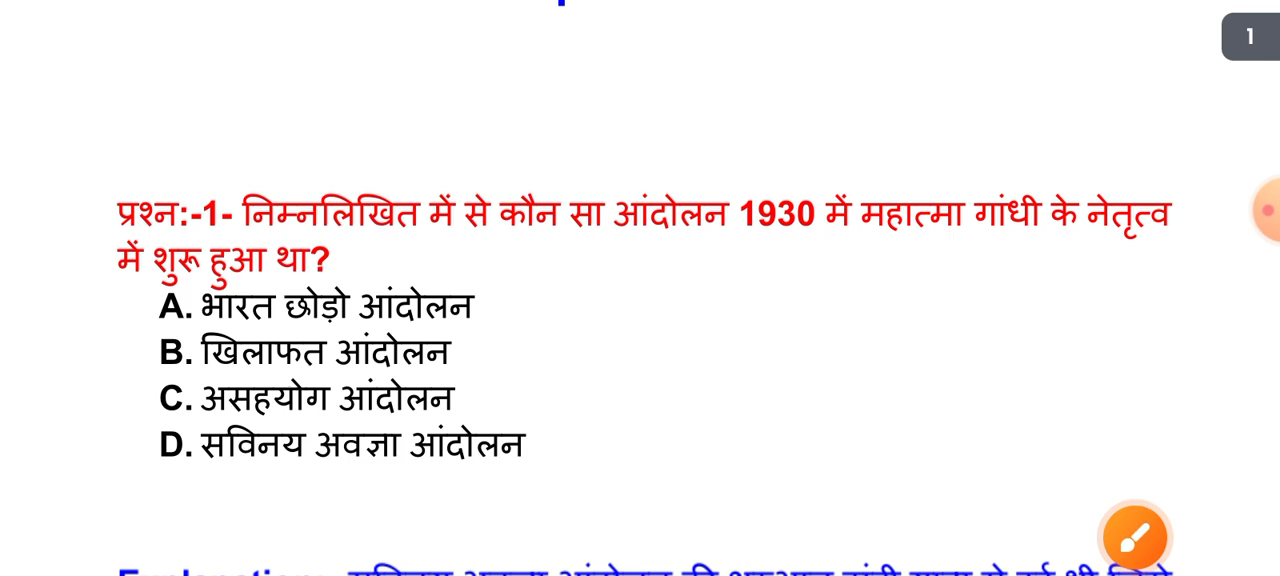 1
प्रश्न:-1- निम्नलिखित में से कौन सा आंदोलन 1930 में महात्मा गांधी के नेतृत्व
में शुरू हुआ था?
A. भारत छोड़ो आंदोलन
B. खिलाफत आंदोलन
C. असहयोग आंदोलन
D. सविनय अवज्ञा आंदोलन